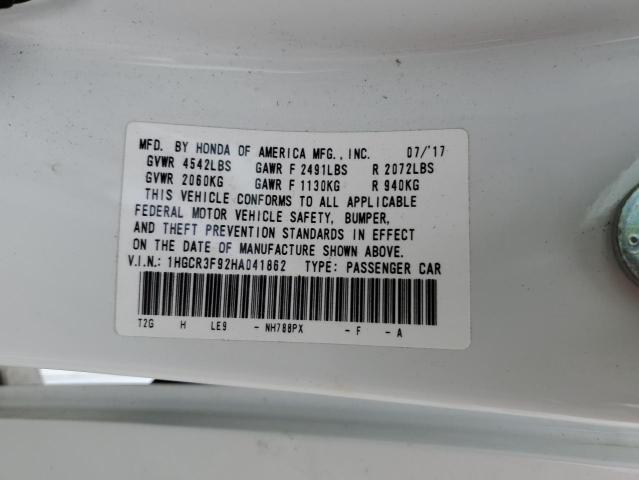 MFD. BY HONDA OF AMERICA MFG., INC. 07/'17
GVWR 4542LBS GAWR F 2491LBS R 2072LBS
GVWR 2060KG GAWR F 1130KG R 940KG
THIS VEHICLE CONFORMS TO ALL APPLICABLE
FEDERAL MOTOR VEHICLE SAFETY, BUMPER,
AND THEFT PREVENTION STANDARDS IN EFFECT
ON THE DATE OF MANUFACTURE SHOWN ABOVE.
V.I.N.: 1HGCR3F92HA041862 TYPE: PASSENGER CAR
T2G H LE9 - NH788PX - F - A